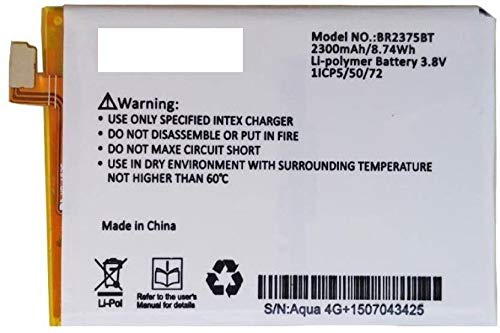 Model NO.:BR2375BT
2300mAh/8.74Wh
Li-polymer Battery 3.8V
1ICP5/50/72
⚠Warning:
• USE ONLY SPECIFIED INTEX CHARGER
• DO NOT DISASSEMBLE OR PUT IN FIRE
• DO NOT MAXE CIRCUIT SHORT
• USE IN DRY ENVIRONMENT WITH SURROUNDING TEMPERATURE
NOT HIGHER THAN 60℃
Made in China
Li-Pol
Refer to the user's
Manual for details
S/N:Aqua 4G+1507043425